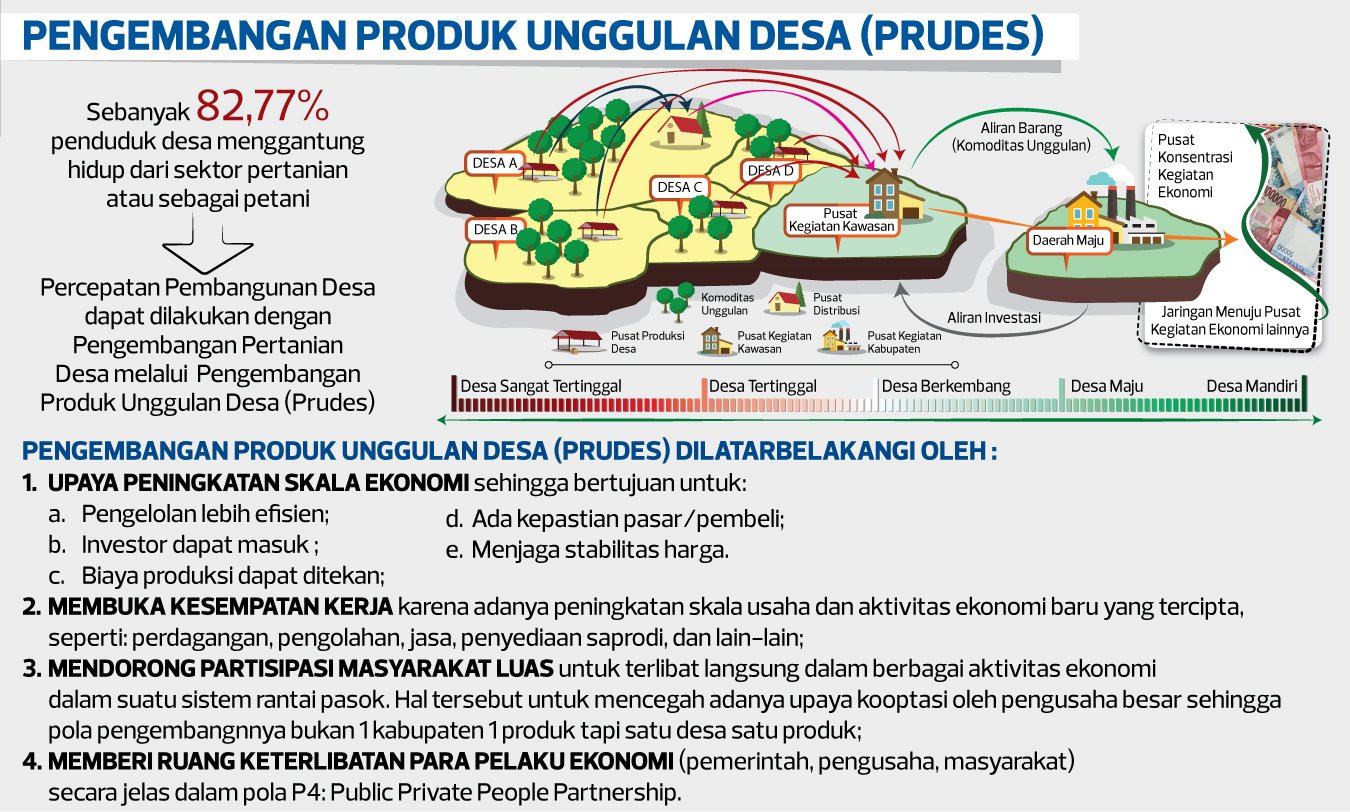 PENGEMBANGAN PRODUK UNGGULAN DESA (PRUDES)
Sebanyak 82,77%
penduduk desa menggantung
hidup dari sektor pertanian
atau sebagai petani
Percepatan Pembangunan Desa
dapat dilakukan dengan
Pengembangan Pertanian
Desa melalui Pengembangan
Produk Unggulan Desa (Prudes)
DESA A
DESA B
DESA C
DESA D
Pusat
Kegiatan Kawasan
Aliran Barang
(Komoditas Unggulan)
Daerah Maju
Aliran Investasi
Pusat
Konsentrasi
Kegiatan
Ekonomi
Jaringan Menuju Pusat
Kegiatan Ekonomi lainnya
Komoditas
Unggulan
Pusat
Distribusi
Pusat Produksi
Desa
Pusat Kegiatan
Kawasan
Pusat Kegiatan
Kabupaten
Desa Sangat Tertinggal
Desa Tertinggal
Desa Berkembang
Desa Maju
Desa Mandiri
PENGEMBANGAN PRODUK UNGGULAN DESA (PRUDES) DILATARBELAKANGI OLEH :
1. UPAYA PENINGKATAN SKALA EKONOMI sehingga bertujuan untuk:
a. Pengelolan lebih efisien;
b. Investor dapat masuk ;
c. Biaya produksi dapat ditekan;
d. Ada kepastian pasar/pembeli;
e. Menjaga stabilitas harga.
2. MEMBUKA KESEMPATAN KERJA karena adanya peningkatan skala usaha dan aktivitas ekonomi baru yang tercipta,
seperti: perdagangan, pengolahan, jasa, penyediaan saprodi, dan lain-lain;
3. MENDORONG PARTISIPASI MASYARAKAT LUAS untuk terlibat langsung dalam berbagai aktivitas ekonomi
dalam suatu sistem rantai pasok. Hal tersebut untuk mencegah adanya upaya kooptasi oleh pengusaha besar sehingga
pola pengembangnnya bukan 1 kabupaten 1 produk tapi satu desa satu produk;
4. MEMBERI RUANG KETERLIBATAN PARA PELAKU EKONOMI (pemerintah, pengusaha, masyarakat)
secara jelas dalam pola P4: Public Private People Partnership.